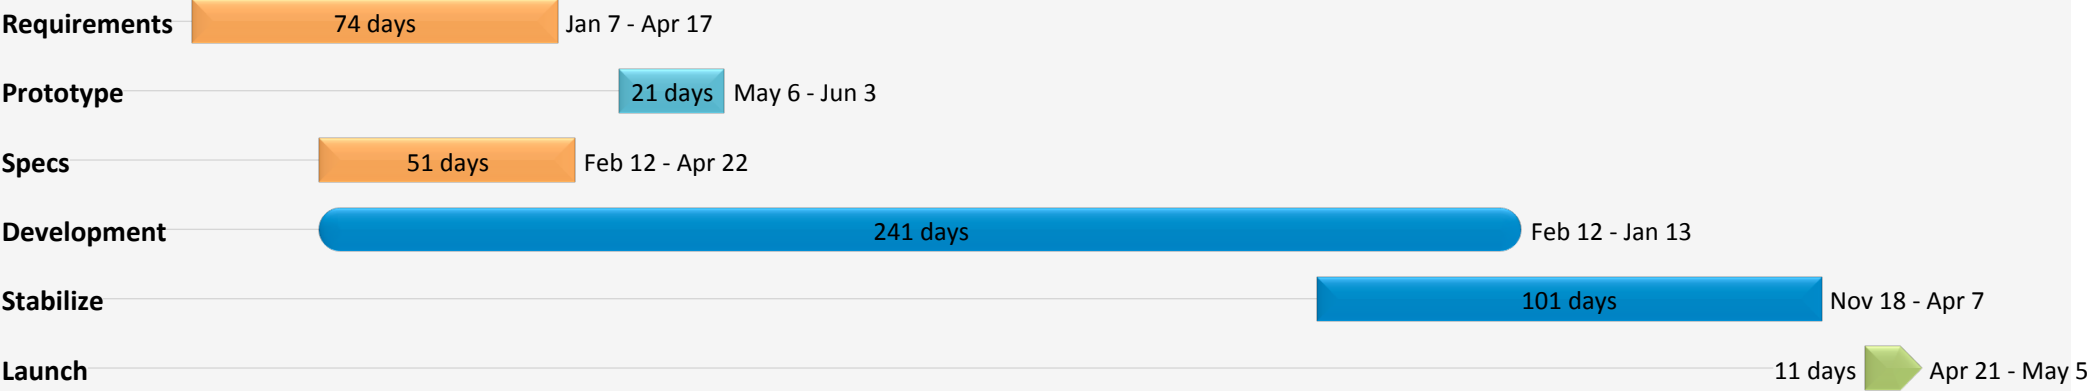 Requirements 74 days Jan 7 - Apr 17
Prototype 21 days May 6 - Jun 3
Specs 51 days Feb 12 - Apr 22
Development 241 days Feb 12 - Jan 13
Stabilize 101 days Nov 18 - Apr 7
Launch 11 days Apr 21 - May 5